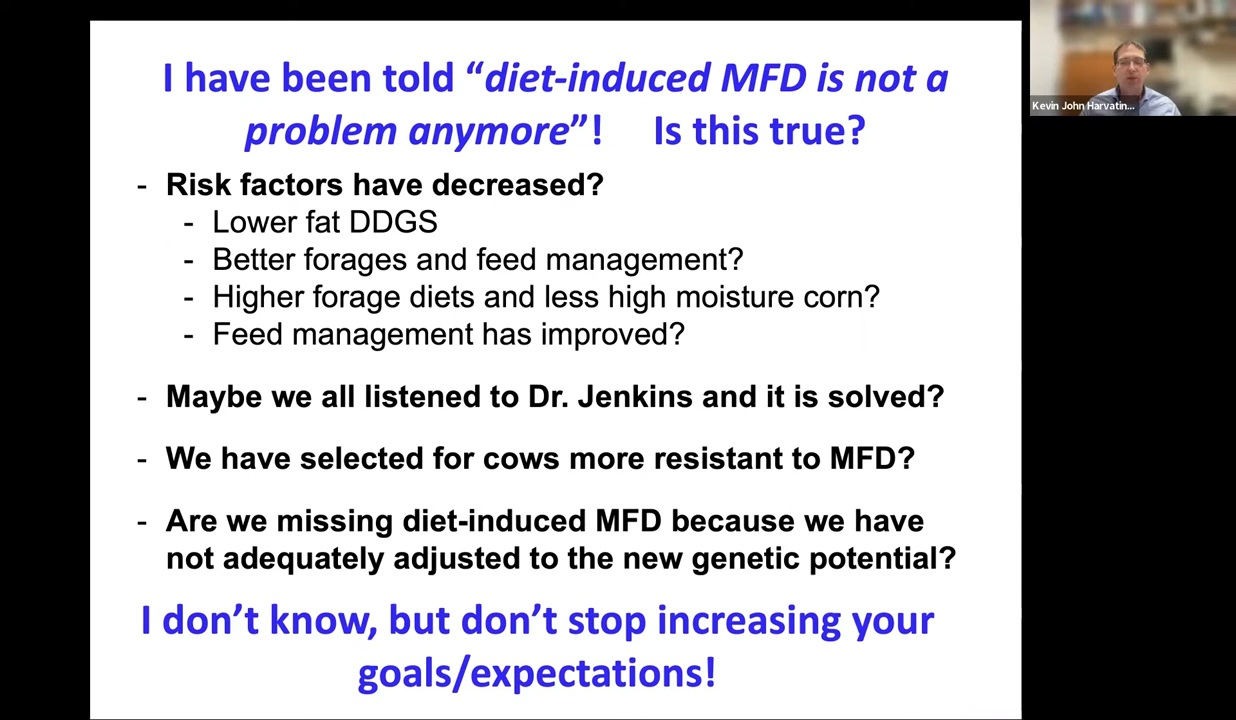 I have been told “diet-induced MFD is not a
problem anymore”! Is this true?
- Risk factors have decreased?
- Lower fat DDGS
- Better forages and feed management?
- Higher forage diets and less high moisture corn?
- Feed management has improved?
- Maybe we all listened to Dr. Jenkins and it is solved?
- We have selected for cows more resistant to MFD?
- Are we missing diet-induced MFD because we have
not adequately adjusted to the new genetic potential?
I don’t know, but don’t stop increasing your
goals/expectations!
Kevin John Harvatin...